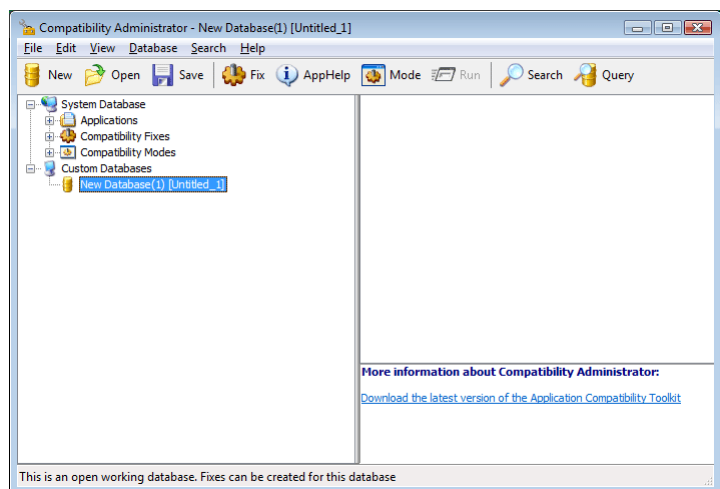 Compatibility Administrator - New Database(1) [Untitled_1]
File Edit View Database Search Help
New Open Save Fix AppHelp Mode Run Search Query
System Database
Applications
Compatibility Fixes
Compatibility Modes
Custom Databases
New Database(1) [Untitled_1]
More information about Compatibility Administrator:
Download the latest version of the Application Compatibility Toolkit
This is an open working database. Fixes can be created for this database